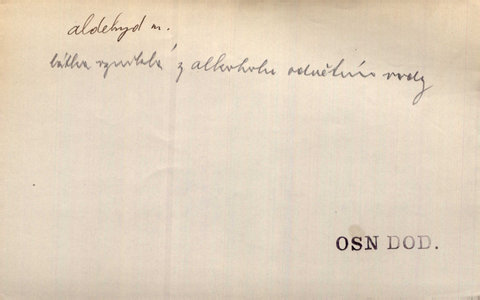 aldehyd m.
látka vzniklá z alkoholu odnětím vody
OSN DOD.